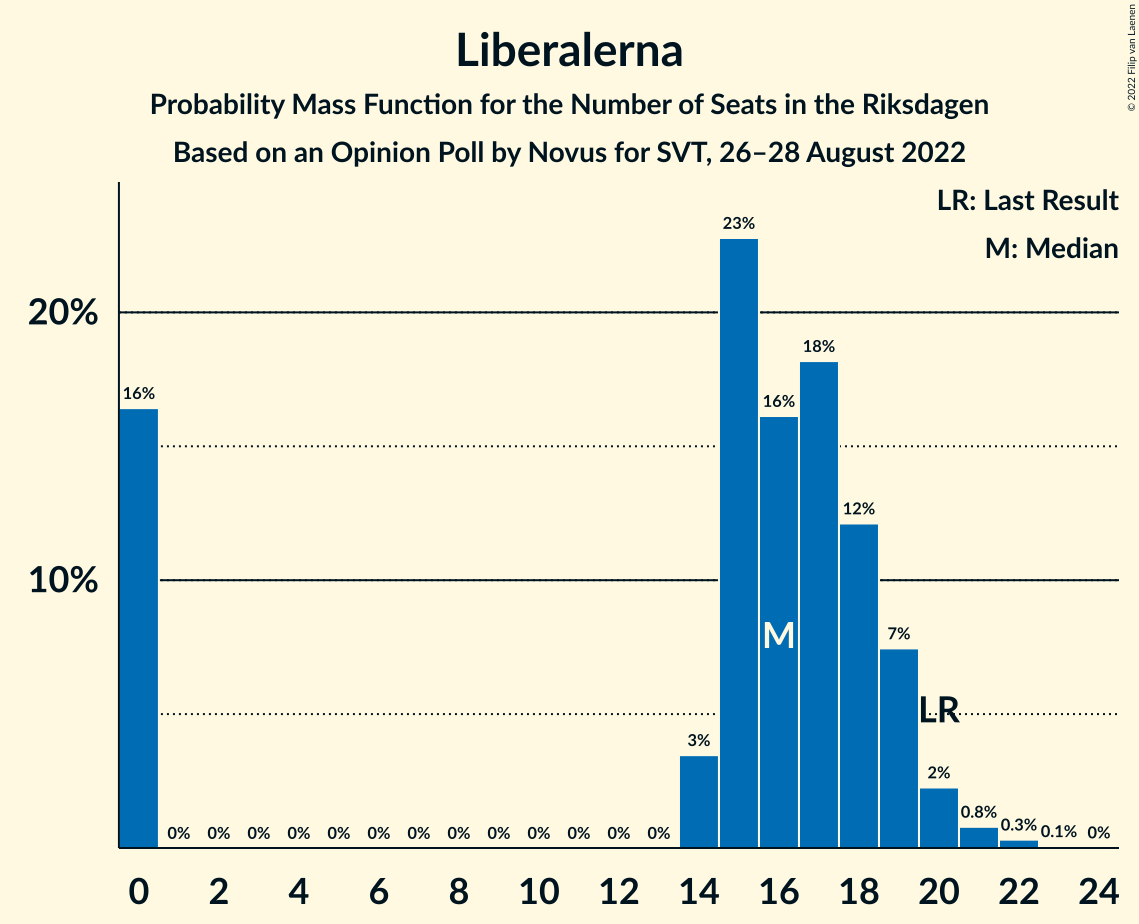 Liberalerna
Probability Mass Function for the Number of Seats in the Riksdagen
Based on an Opinion Poll by Novus for SVT, 26–28 August 2022
© 2022 Filip van Laenen
LR: Last Result
M: Median
23%
20%
18%
16%
16%
12%
10%
7%
M
LR
3%
2%
0.8%
0% 0% 0% 0% 0% 0% 0% 0% 0% 0% 0% 0% 0% 0.3% 0.1% 0%
0 2 4 6 8 10 12 14 16 18 20 22 24